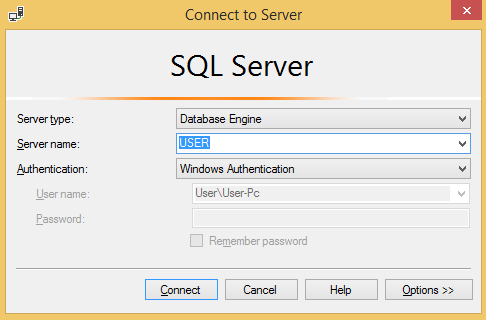 Connect to Server
SQL Server
Server type: Database Engine
Server name: USER
Authentication: Windows Authentication
User name: User\User-Pc
Password:
Remember password
Connect Cancel Help Options >>